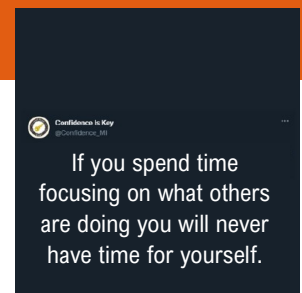 Confidence is Key
@Confidence_MI
If you spend time
focusing on what others
are doing you will never
have time for yourself.